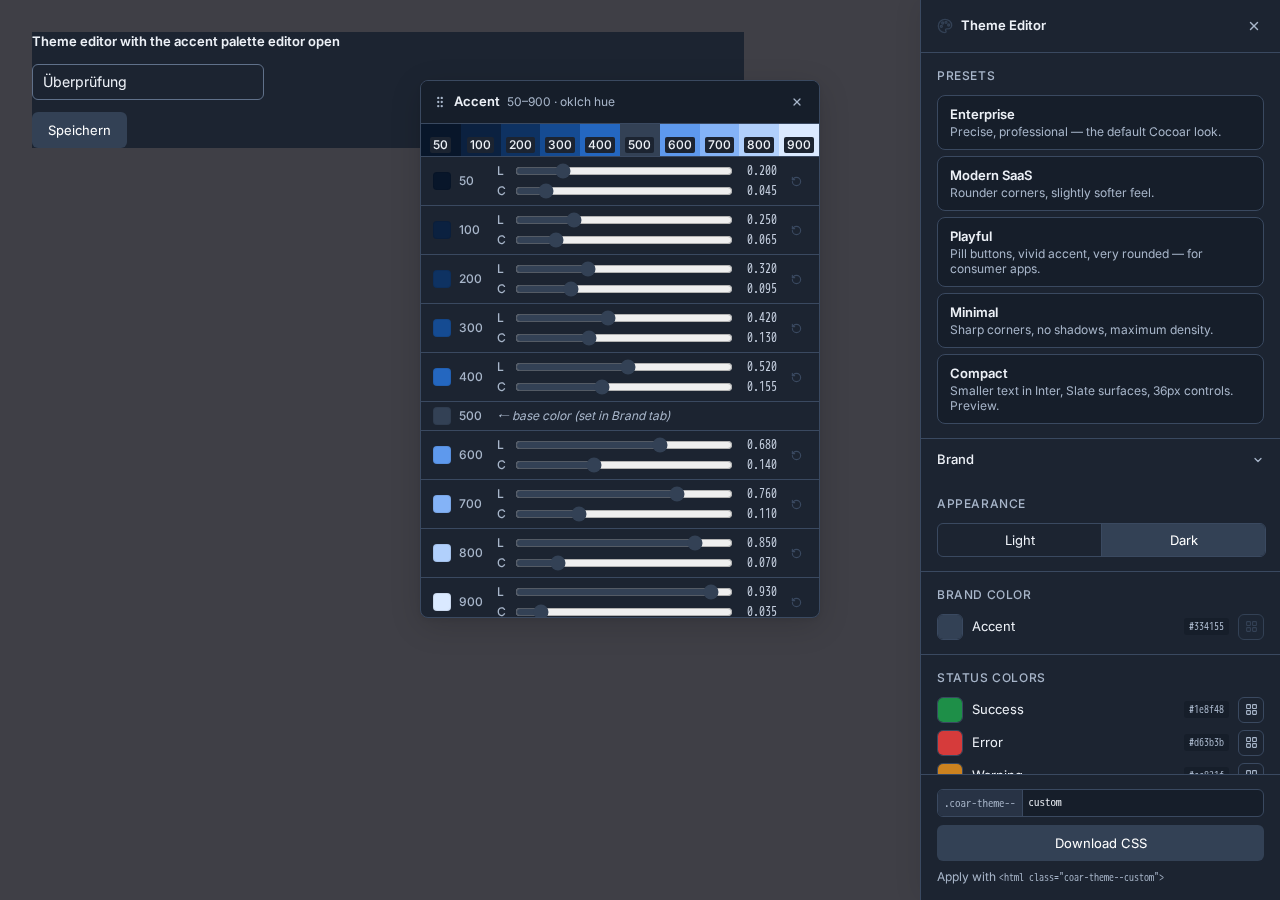 Theme editor with the accent palette editor open
Überprüfung
Speichern
Accent 50–900 · oklch hue
50 100 200 300 400 500 600 700 800 900
50 L 0.200
C 0.045
100 L 0.250
C 0.065
200 L 0.320
C 0.095
300 L 0.420
C 0.130
400 L 0.520
C 0.155
500 ← base color (set in Brand tab)
600 L 0.680
C 0.140
700 L 0.760
C 0.110
800 L 0.850
C 0.070
900 L 0.930
C 0.035
Theme Editor
PRESETS
Enterprise
Precise, professional — the default Cocoar look.
Modern SaaS
Rounder corners, slightly softer feel.
Playful
Pill buttons, vivid accent, very rounded — for
consumer apps.
Minimal
Sharp corners, no shadows, maximum density.
Compact
Smaller text in Inter, Slate surfaces, 36px controls.
Preview.
Brand
APPEARANCE
Light Dark
BRAND COLOR
Accent #334155
STATUS COLORS
Success #1e8f48
Error #d63b3b
Warning
.coar-theme-- custom
Download CSS
Apply with <html class="coar-theme--custom">